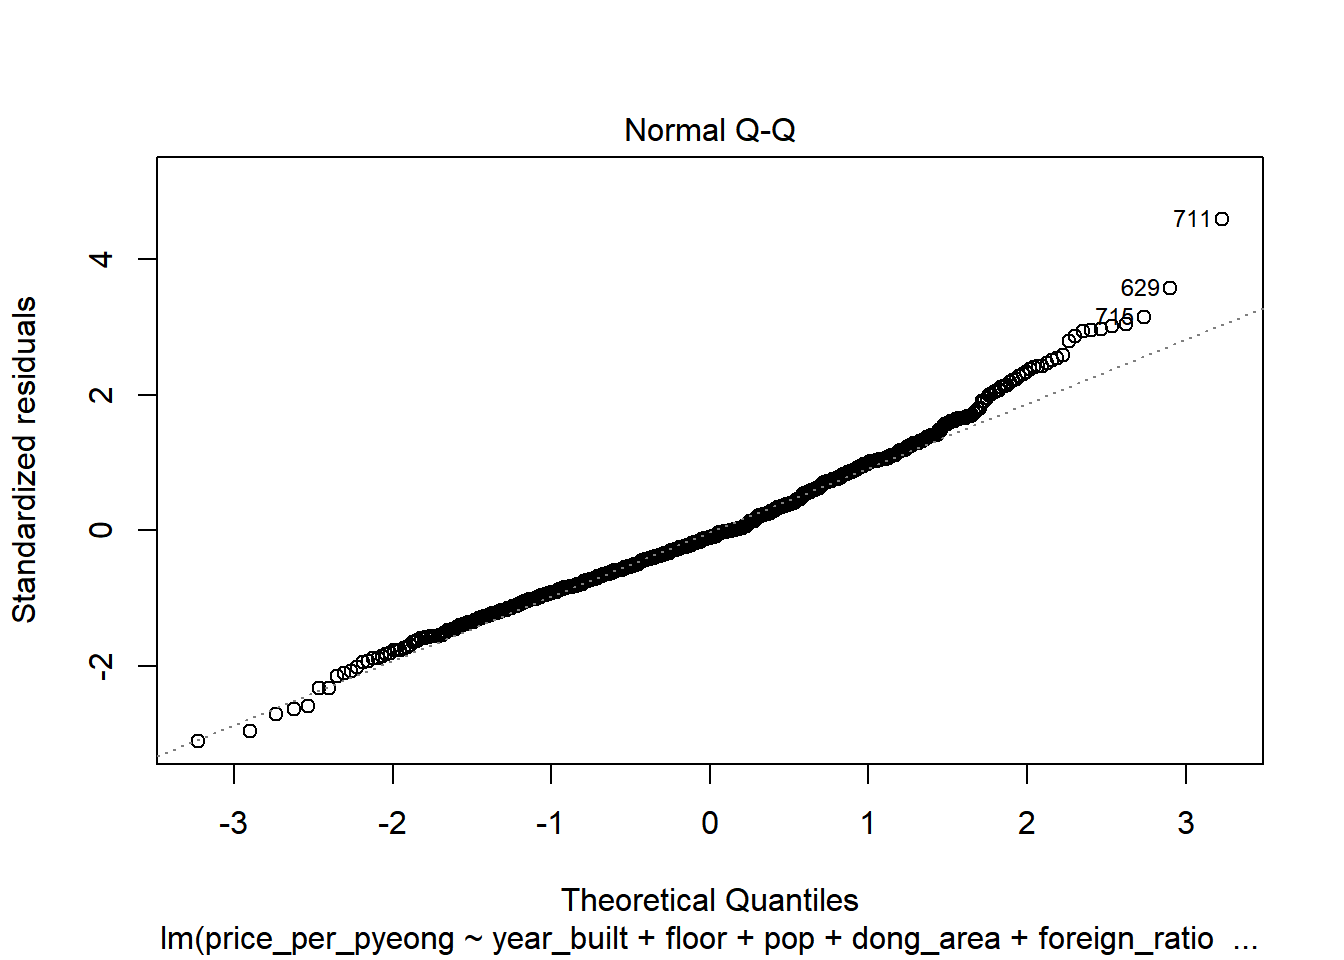 Normal Q-Q
Standardized residuals
4
2
0
-2
711
629
715
-3 -2 -1 0 1 2 3
Theoretical Quantiles
lm(price_per_pyeong ~ year_built + floor + pop + dong_area + foreign_ratio ...